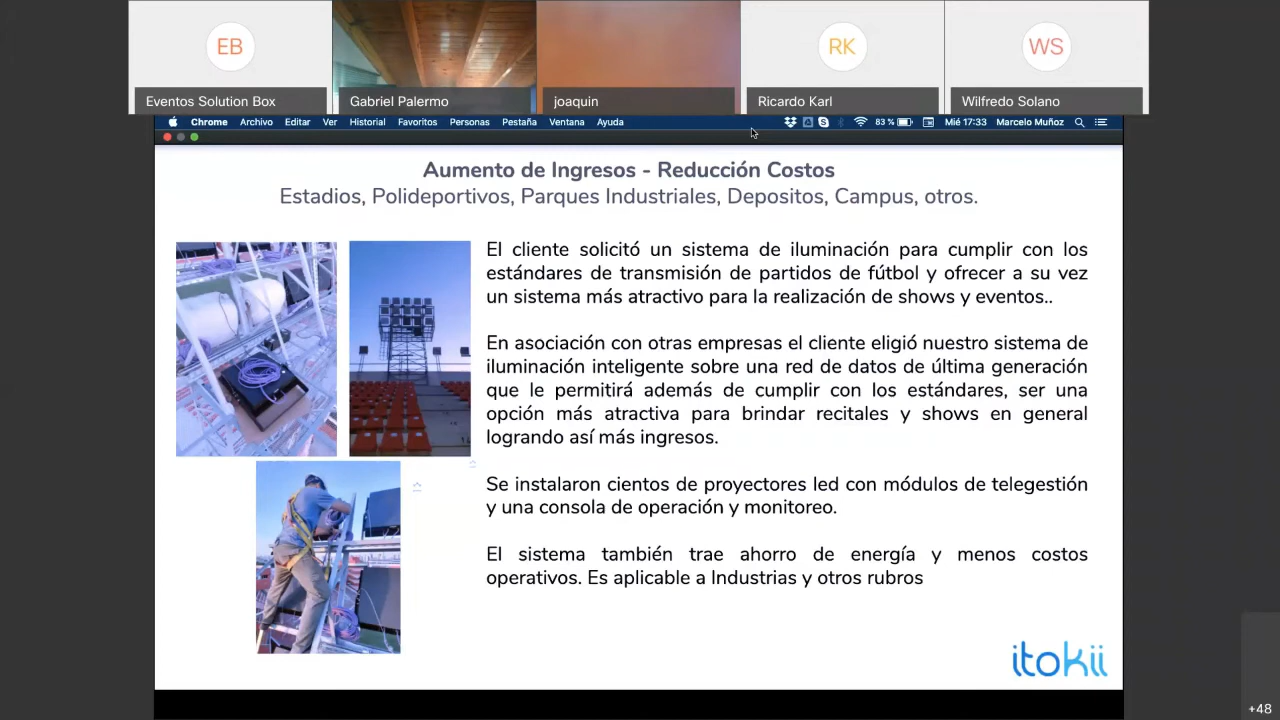 EB
RK
WS
Eventos Solution Box
Gabriel Palermo
joaquin
Ricardo Karl
Wilfredo Solano
Chrome Archivo Editar Ver Historial Favoritos Personas Pestaña Ventana Ayuda
83 % Mié 17:33 Marcelo Muñoz
Aumento de Ingresos - Reducción Costos
Estadios, Polideportivos, Parques Industriales, Depositos, Campus, otros.
El cliente solicitó un sistema de iluminación para cumplir con los
estándares de transmisión de partidos de fútbol y ofrecer a su vez
un sistema más atractivo para la realización de shows y eventos..
En asociación con otras empresas el cliente eligió nuestro sistema de
iluminación inteligente sobre una red de datos de última generación
que le permitirá además de cumplir con los estándares, ser una
opción más atractiva para brindar recitales y shows en general
logrando así más ingresos.
Se instalaron cientos de proyectores led con módulos de telegestión
y una consola de operación y monitoreo.
El sistema también trae ahorro de energía y menos costos
operativos. Es aplicable a Industrias y otros rubros
itokii
+48